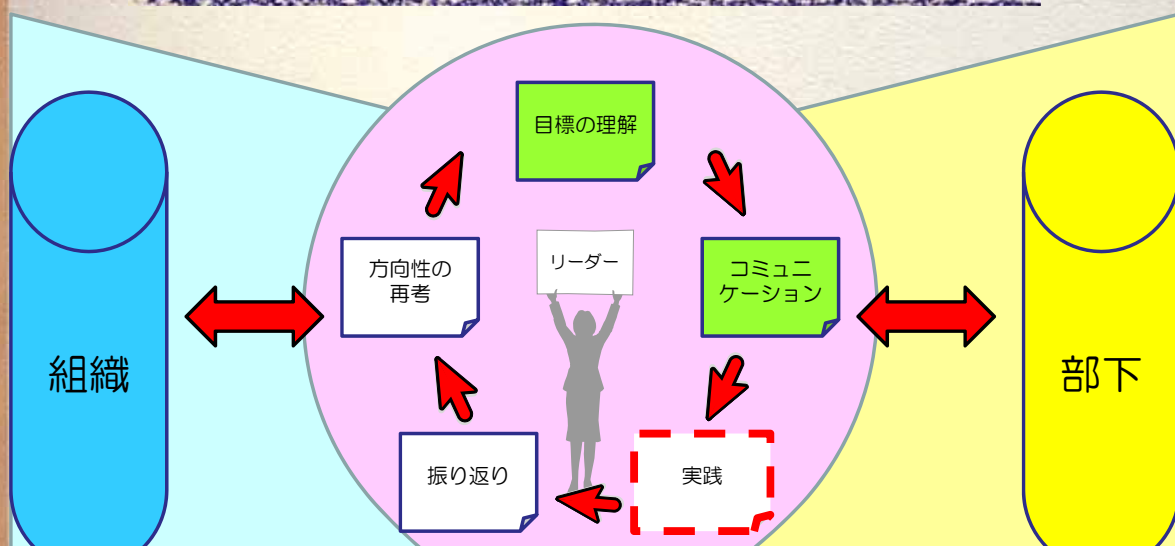 目標の理解
方向性の
再考
リーダー
コミュニ
ケーション
組織
部下
振り返り
実践